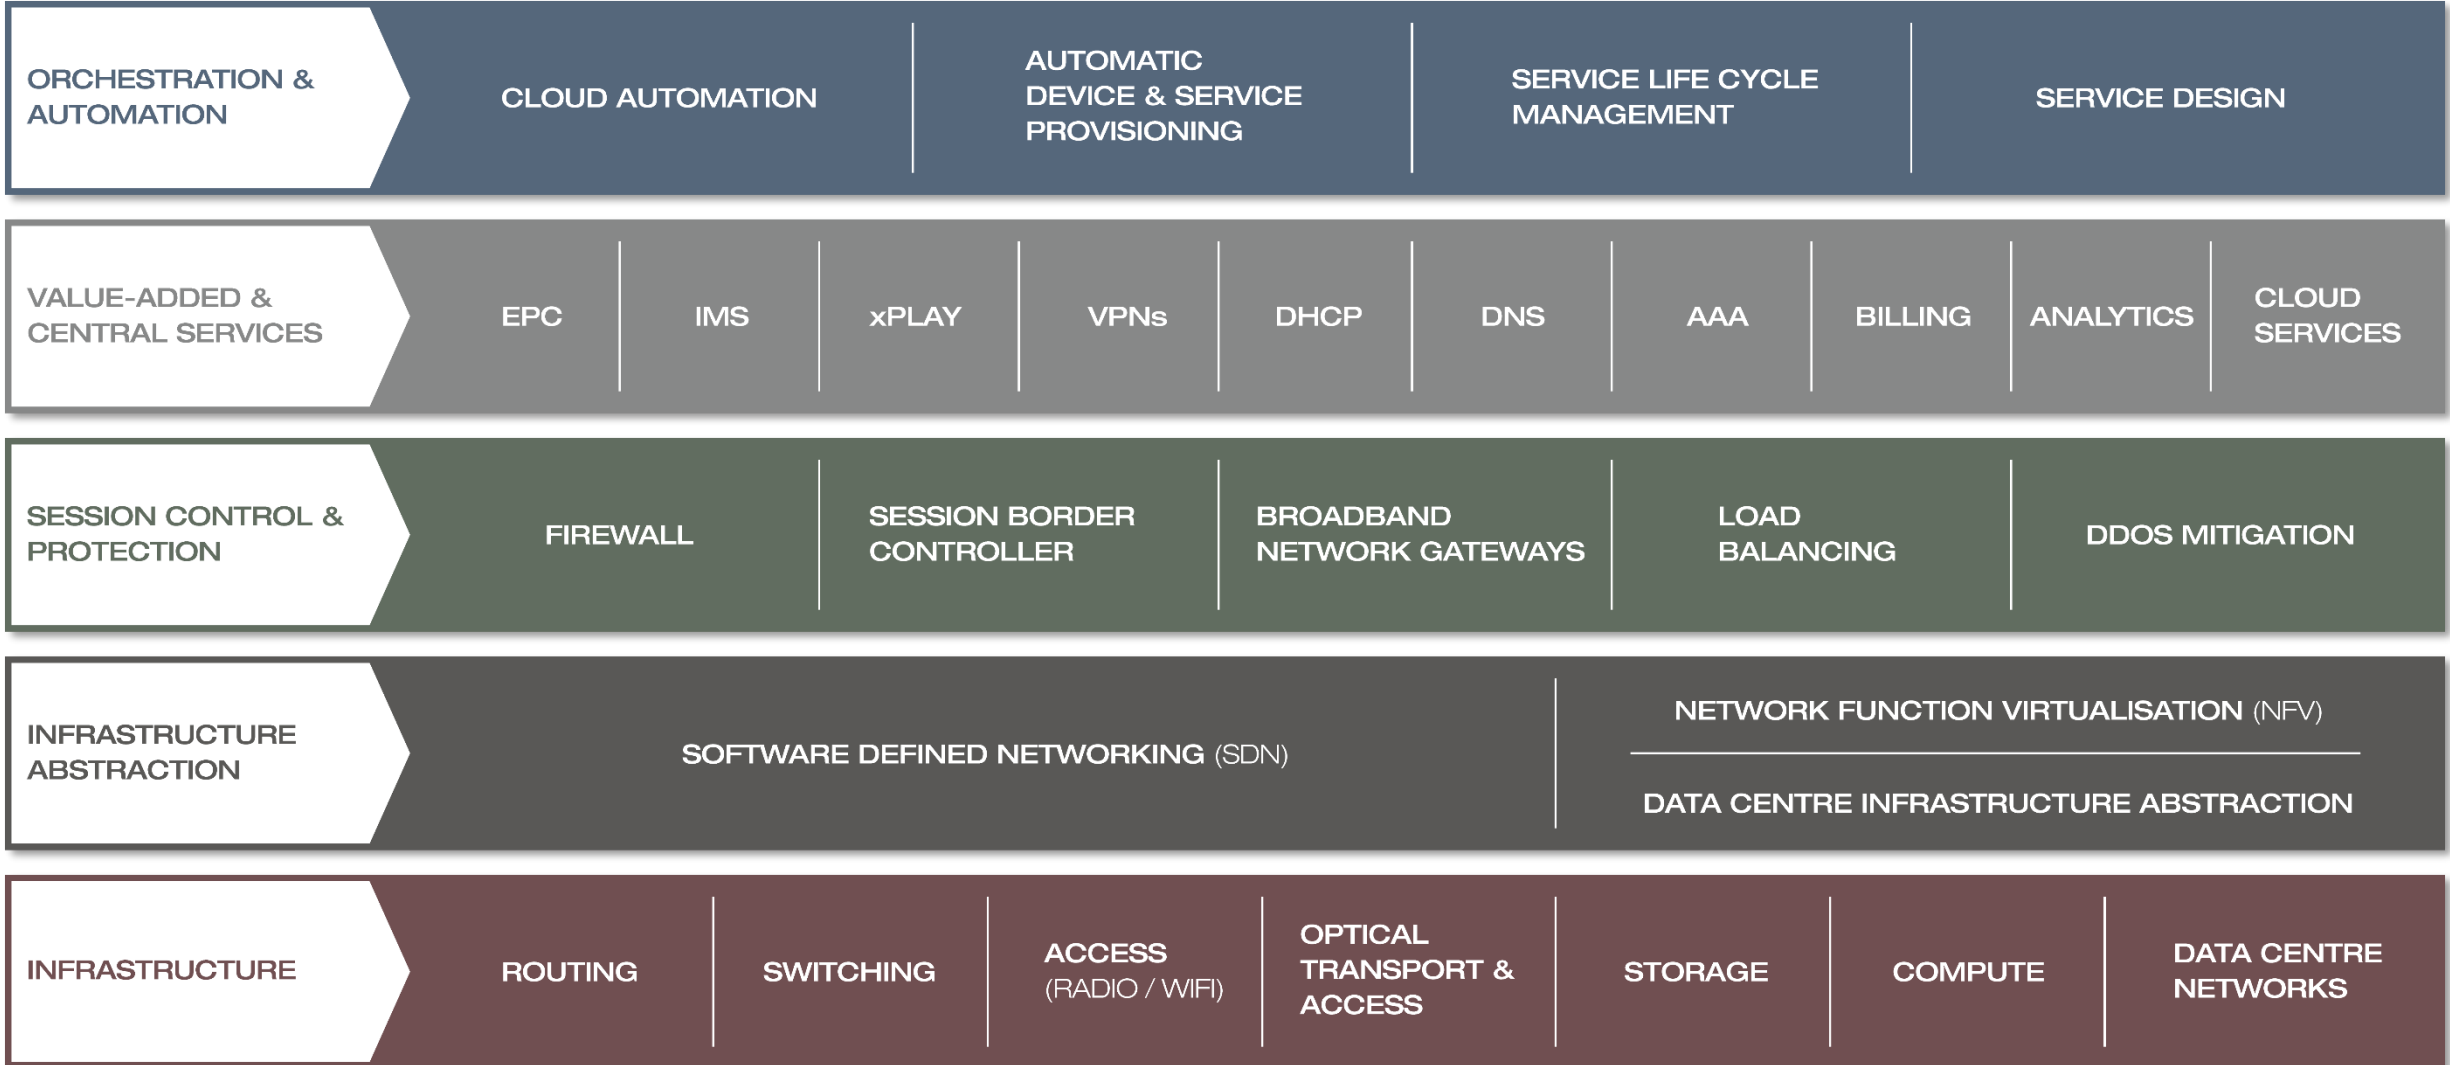 ORCHESTRATION &
AUTOMATION
CLOUD AUTOMATION
AUTOMATIC
DEVICE & SERVICE
PROVISIONING
SERVICE LIFE CYCLE
MANAGEMENT
SERVICE DESIGN
VALUE-ADDED &
CENTRAL SERVICES
EPC
IMS
xPLAY
VPNs
DHCP
DNS
AAA
BILLING
ANALYTICS
CLOUD
SERVICES
SESSION CONTROL &
PROTECTION
FIREWALL
SESSION BORDER
CONTROLLER
BROADBAND
NETWORK GATEWAYS
LOAD
BALANCING
DDOS MITIGATION
INFRASTRUCTURE
ABSTRACTION
SOFTWARE DEFINED NETWORKING (SDN)
NETWORK FUNCTION VIRTUALISATION (NFV)
DATA CENTRE INFRASTRUCTURE ABSTRACTION
INFRASTRUCTURE
ROUTING
SWITCHING
ACCESS
(RADIO / WIFI)
OPTICAL
TRANSPORT &
ACCESS
STORAGE
COMPUTE
DATA CENTRE
NETWORKS